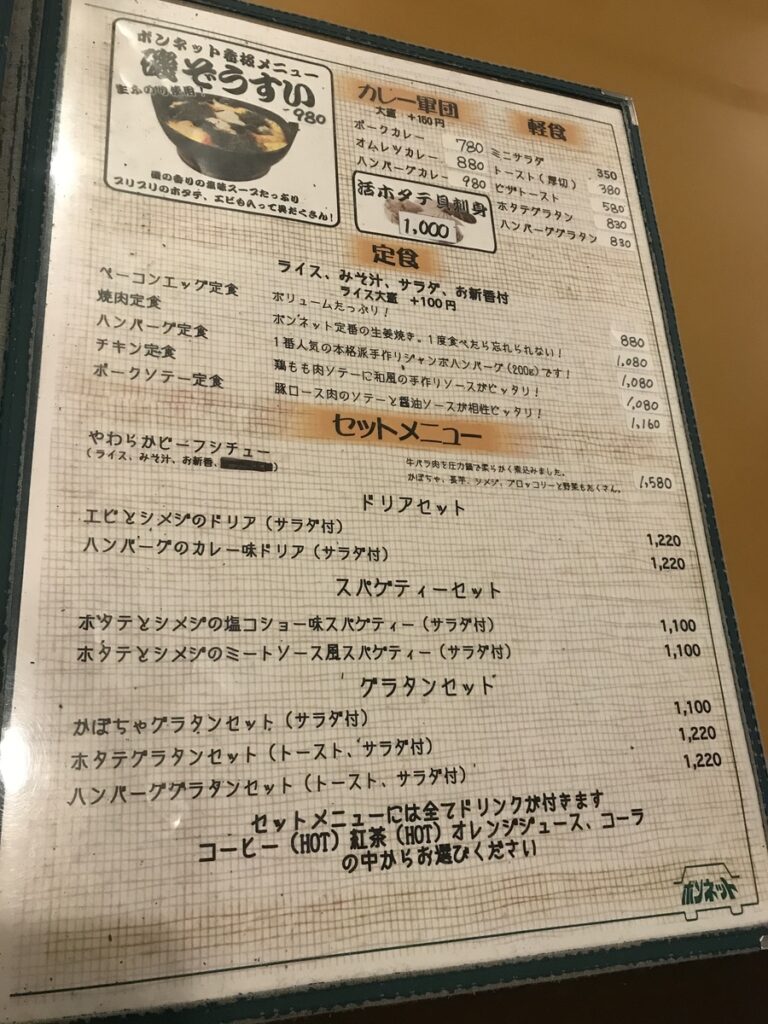 ボンネット看板メニュー
磯ぞうすい
生ふのり使用!
980
磯の香りの塩味スープたっぷり
プリプリのホタテ、エビも入って具だくさん!
カレー軍団
大盛 +150円
ポークカレー 780
オムレツカレー 880
ハンバーグカレー 980
活ホタテ貝刺身
1,000
軽食
ミニサラダ 350
トースト(厚切) 380
ピザトースト 580
ホタテグラタン 830
ハンバーググラタン 830
定食
ライス、みそ汁、サラダ、お新香付
ライス大盛 +100円
ベーコンエッグ定食 ボリュームたっぷり! 880
焼肉定食 ボンネット定番の生姜焼き。1度食べたら忘れられない! 1,080
ハンバーグ定食 1番人気の本格派手作りジャンボハンバーグ(200g)です! 1,080
チキン定食 鶏もも肉ソテーに和風の手作りソースがピッタリ! 1,080
ポークソテー定食 豚ロース肉のソテーと醤油ソースが相性ピッタリ! 1,160
セットメニュー
やわらかビーフシチュー
(ライス、みそ汁、お新香、
牛バラ肉を圧力鍋で柔らかく煮込みました。
かぼちゃ、長芋、シメジ、ブロッコリーと野菜もたくさん。 1,580
ドリアセット
エビとシメジのドリア(サラダ付) 1,220
ハンバーグのカレー味ドリア(サラダ付) 1,220
スパゲティーセット
ホタテとシメジの塩コショー味スパゲティー(サラダ付) 1,100
ホタテとシメジのミートソース風スパゲティー(サラダ付) 1,100
グラタンセット
かぼちゃグラタンセット(サラダ付) 1,100
ホタテグラタンセット(トースト、サラダ付) 1,220
ハンバーググラタンセット(トースト、サラダ付) 1,220
セットメニューには全てドリンクが付きます
コーヒー(HOT)紅茶(HOT)オレンジジュース、コーラ
の中からお選びください
ボンネット